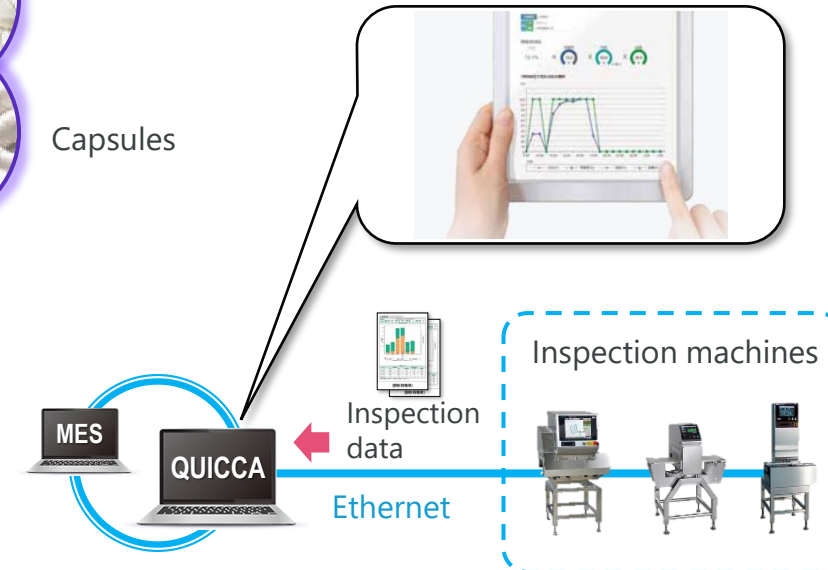 Capsules
Inspection machines
Inspection
data
MES
QUICCA
Ethernet